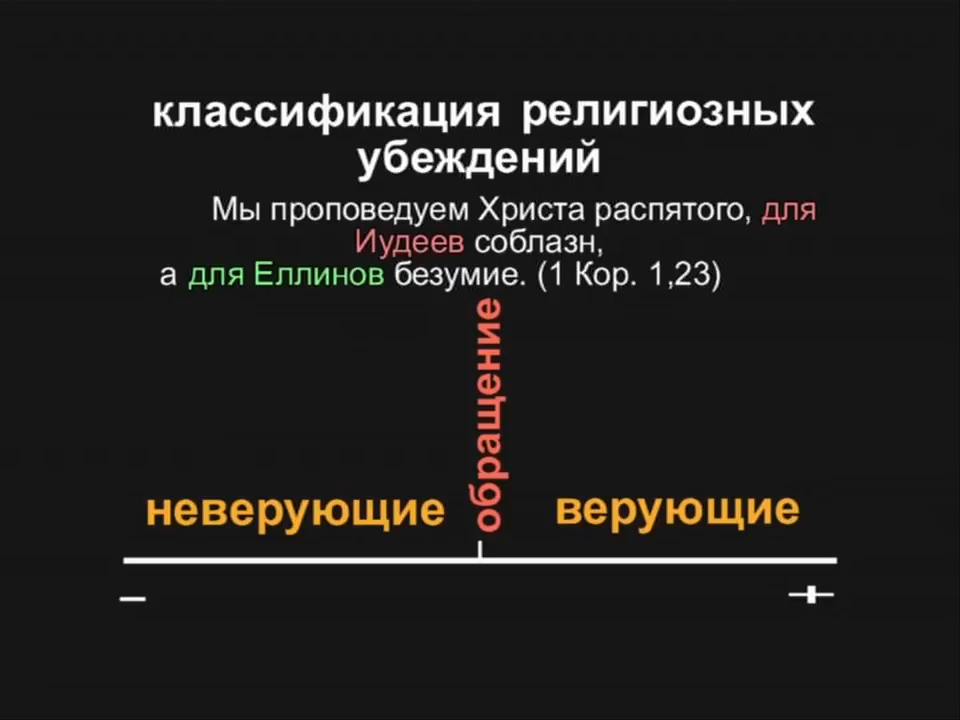 классификация религиозных
убеждений
Мы проповедуем Христа распятого, для
Иудеев соблазн,
а для Еллинов безумие. (1 Кор. 1,23)
обращение
неверующие верующие
– +